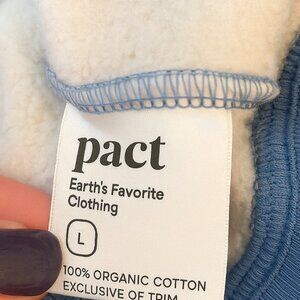 pact
Earth's Favorite
Clothing
L
100% ORGANIC COTTON
EXCLUSIVE OF TRIM